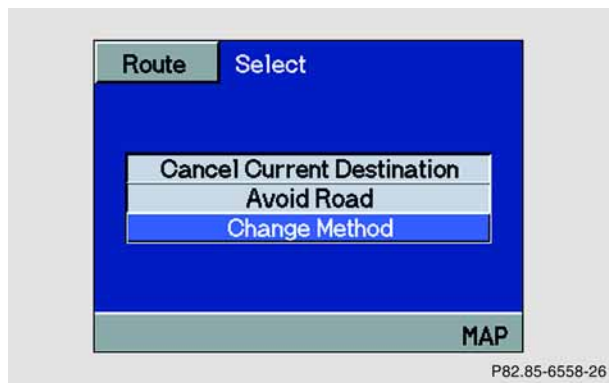 Route Select
Cancel Current Destination
Avoid Road
Change Method
MAP
P82.85-6558-26